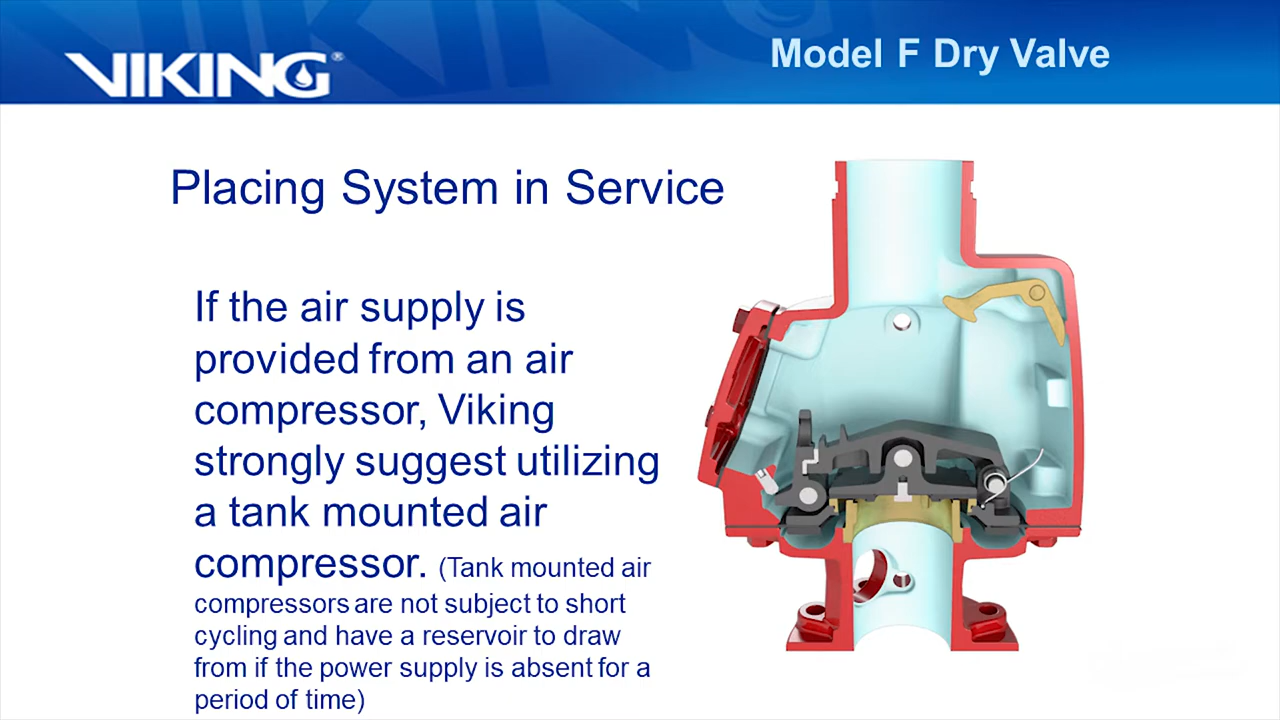 VIKING®
Model F Dry Valve
Placing System in Service
If the air supply is
provided from an air
compressor, Viking
strongly suggest utilizing
a tank mounted air
compressor. (Tank mounted air
compressors are not subject to short
cycling and have a reservoir to draw
from if the power supply is absent for a
period of time)